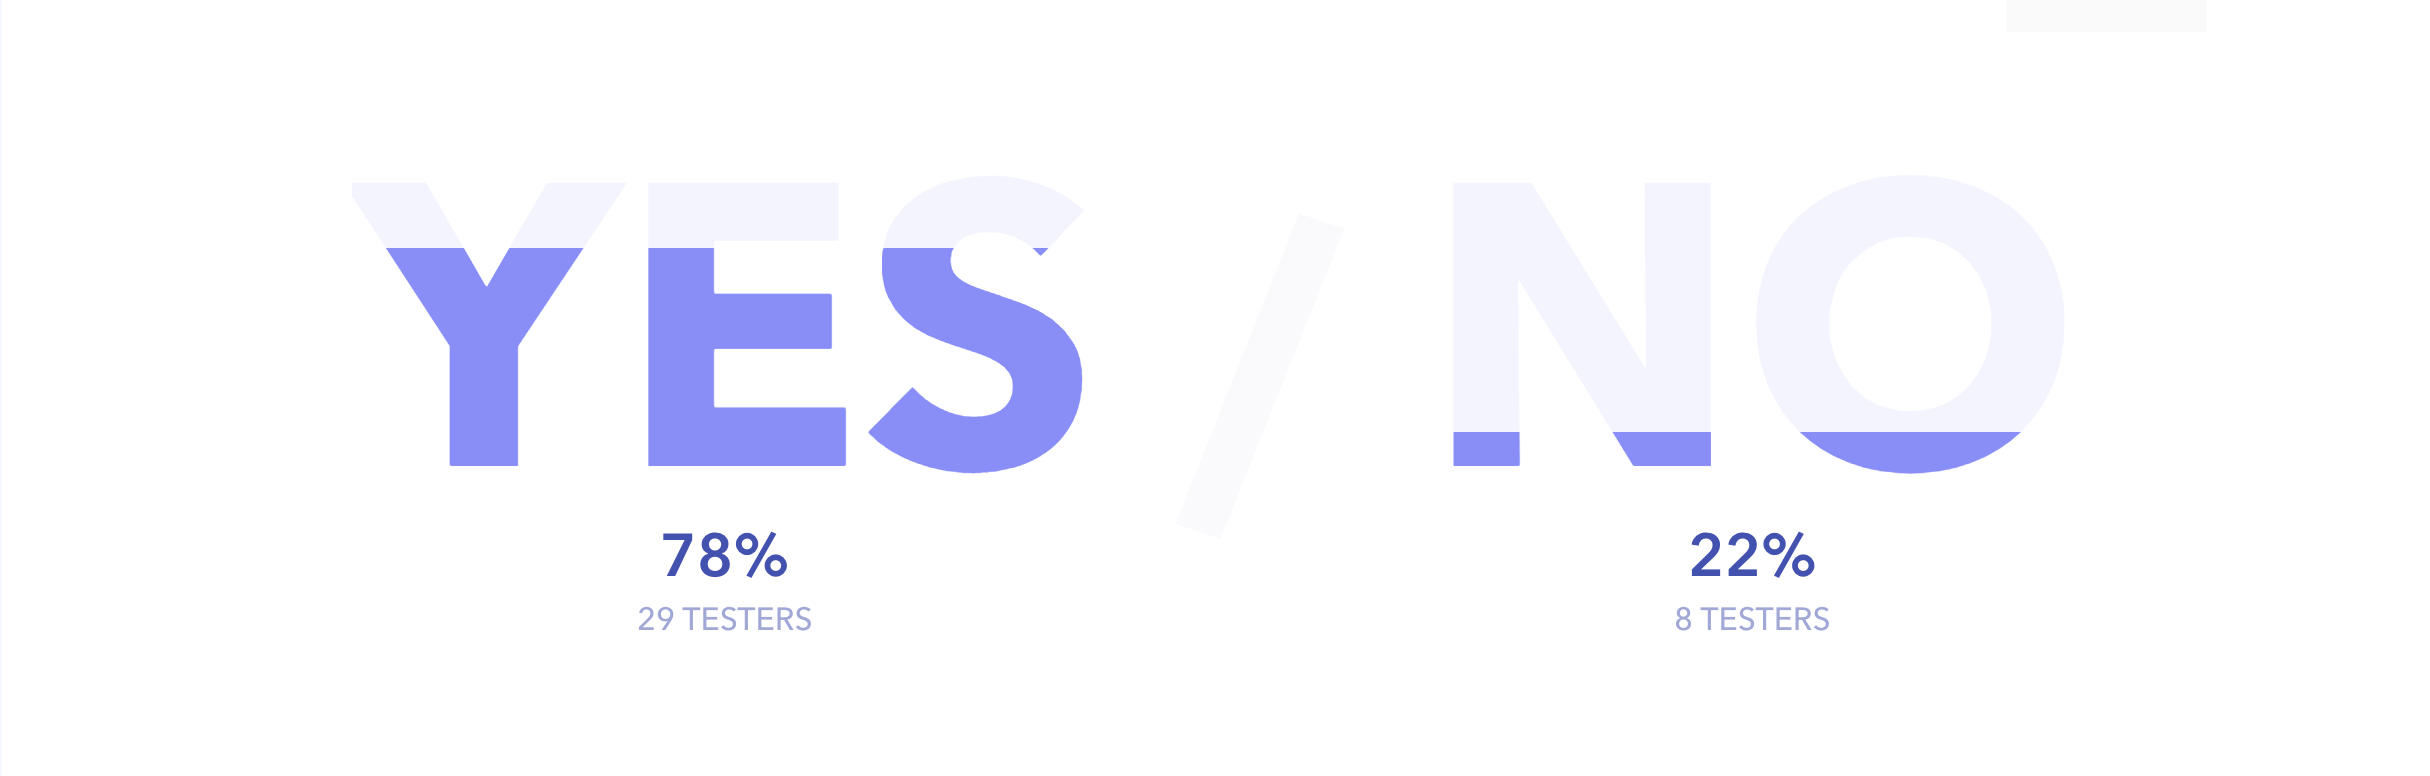 YES / NO
78% 22%
29 TESTERS 8 TESTERS